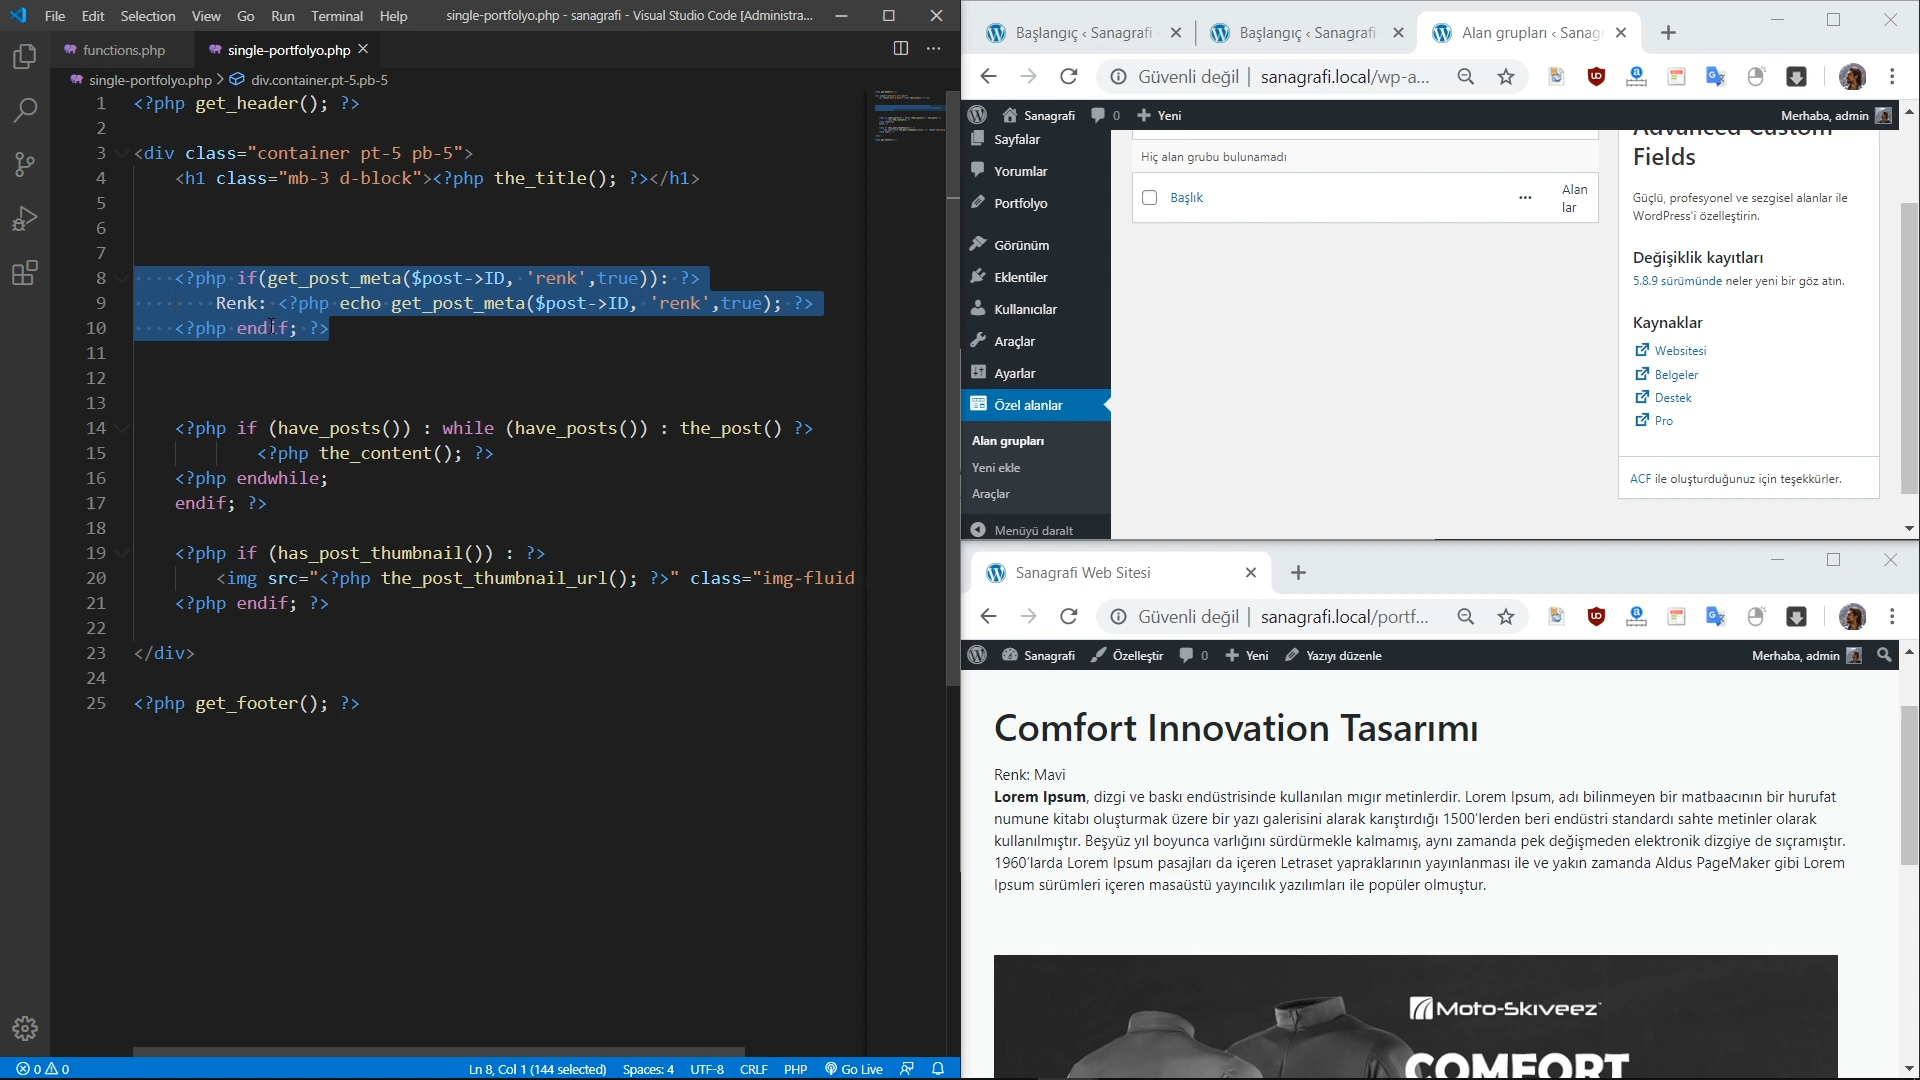 File Edit Selection View Go Run Terminal Help single-portfolyo.php - sanagrafi - Visual Studio Code [Administra...
functions.php single-portfolyo.php
single-portfolyo.php > div.container.pt-5.pb-5
1 <?php get_header(); ?>
2
3 <div class="container pt-5 pb-5">
4 <h1 class="mb-3 d-block"><?php the_title(); ?></h1>
5
6
7
8 <?php if(get_post_meta($post->ID, 'renk',true)): ?>
9 Renk: <?php echo get_post_meta($post->ID, 'renk',true); ?>
10 <?php endif; ?>
11
12
13
14 <?php if (have_posts()) : while (have_posts()) : the_post() ?>
15 <?php the_content(); ?>
16 <?php endwhile;
17 endif; ?>
18
19 <?php if (has_post_thumbnail()) : ?>
20 <img src="<?php the_post_thumbnail_url(); ?>" class="img-fluid
21 <?php endif; ?>
22
23 </div>
24
25 <?php get_footer(); ?>
0 0 Ln 8, Col 1 (144 selected) Spaces: 4 UTF-8 CRLF PHP Go Live
Başlangıç ‹ Sanagrafi Başlangıç ‹ Sanagrafi Alan grupları ‹ Sanag
Güvenli değil | sanagrafi.local/wp-a...
Sanagrafi 0 Yeni Merhaba, admin
Sayfalar
Yorumlar
Portfolyo
Görünüm
Eklentiler
Kullanıcılar
Araçlar
Ayarlar
Özel alanlar
Alan grupları
Yeni ekle
Araçlar
Menüyü daralt
Hiç alan grubu bulunamadı
Başlık ... Alan
lar
Advanced Custom
Fields
Güçlü, profesyonel ve sezgisel alanlar ile
WordPress'i özelleştirin.
Değişiklik kayıtları
5.8.9 sürümünde neler yeni bir göz atın.
Kaynaklar
Websitesi
Belgeler
Destek
Pro
ACF ile oluşturduğunuz için teşekkürler.
Sanagrafi Web Sitesi
Güvenli değil | sanagrafi.local/portf...
Sanagrafi Özelleştir 0 Yeni Yazıyı düzenle Merhaba, admin
Comfort Innovation Tasarımı
Renk: Mavi
Lorem Ipsum, dizgi ve baskı endüstrisinde kullanılan mıgır metinlerdir. Lorem Ipsum, adı bilinmeyen bir matbaacının bir hurufat
numune kitabı oluşturmak üzere bir yazı galerisini alarak karıştırdığı 1500'lerden beri endüstri standardı sahte metinler olarak
kullanılmıştır. Beşyüz yıl boyunca varlığını sürdürmekle kalmamış, aynı zamanda pek değişmeden elektronik dizgiye de sıçramıştır.
1960'larda Lorem Ipsum pasajları da içeren Letraset yapraklarının yayınlanması ile ve yakın zamanda Aldus PageMaker gibi Lorem
Ipsum sürümleri içeren masaüstü yayıncılık yazılımları ile popüler olmuştur.
Moto-Skiveez
COMFORT